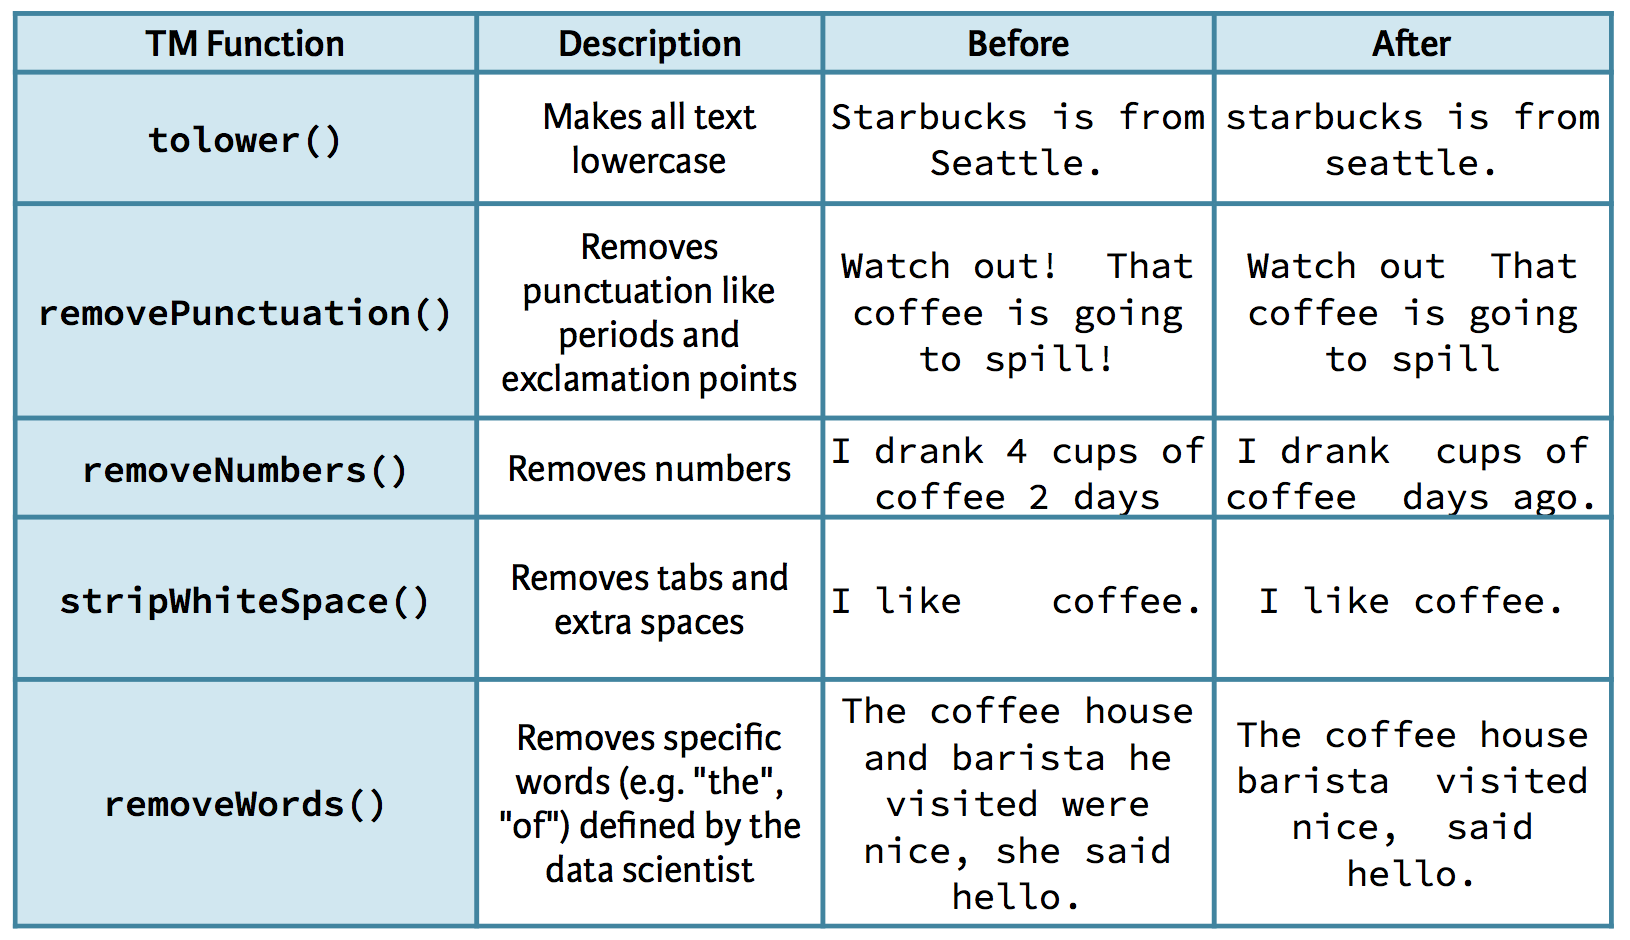 TM Function
Description
Before
After
tolower()
Makes all text
lowercase
Starbucks is from
Seattle.
starbucks is from
seattle.
removePunctuation()
Removes
punctuation like
periods and
exclamation points
Watch out!  That
coffee is going
to spill!
Watch out  That
coffee is going
to spill
removeNumbers()
Removes numbers
I drank 4 cups of
coffee 2 days
I drank  cups of
coffee  days ago.
stripWhiteSpace()
Removes tabs and
extra spaces
I like    coffee.
I like coffee.
removeWords()
Removes specific
words (e.g. "the",
"of") defined by the
data scientist
The coffee house
and barista he
visited were
nice, she said
hello.
The coffee house
barista  visited
nice,  said
hello.